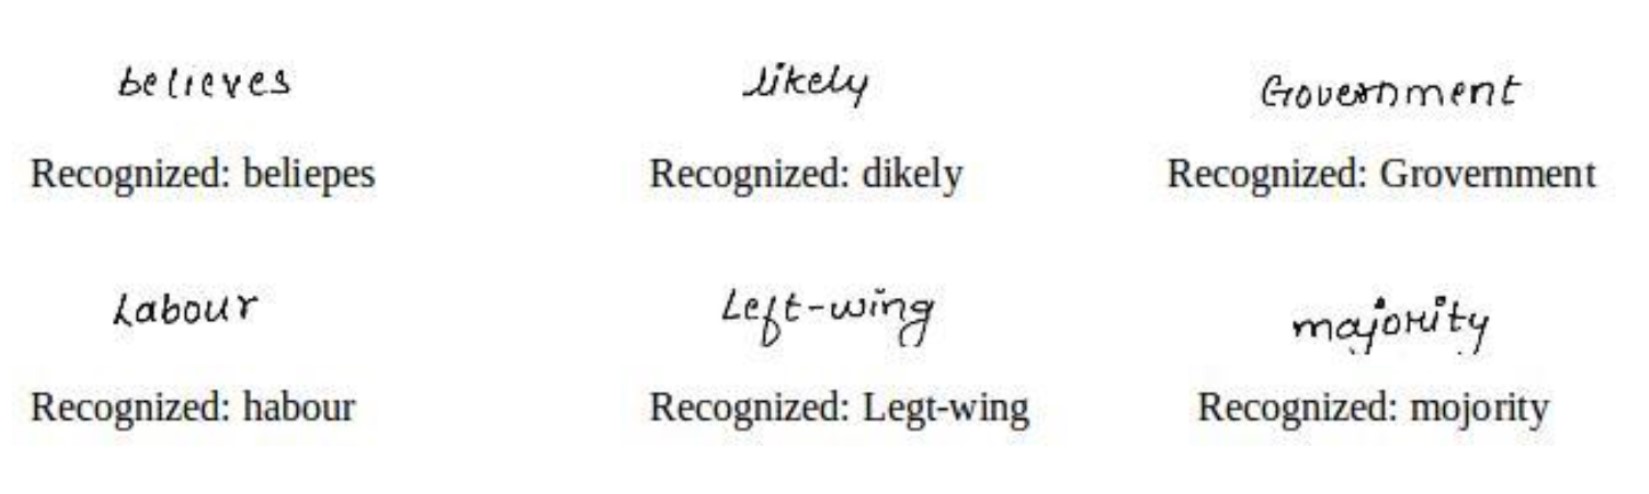 believes likely Government
Recognized: beliepes Recognized: dikely Recognized: Grovernment
Labour Left-wing majority
Recognized: habour Recognized: Legt-wing Recognized: mojority